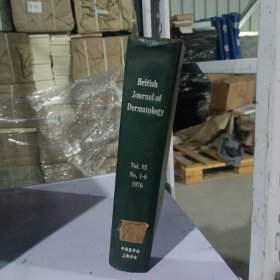 British
Journal of
Dermatology
Vol. 95
No. 1-6
1976